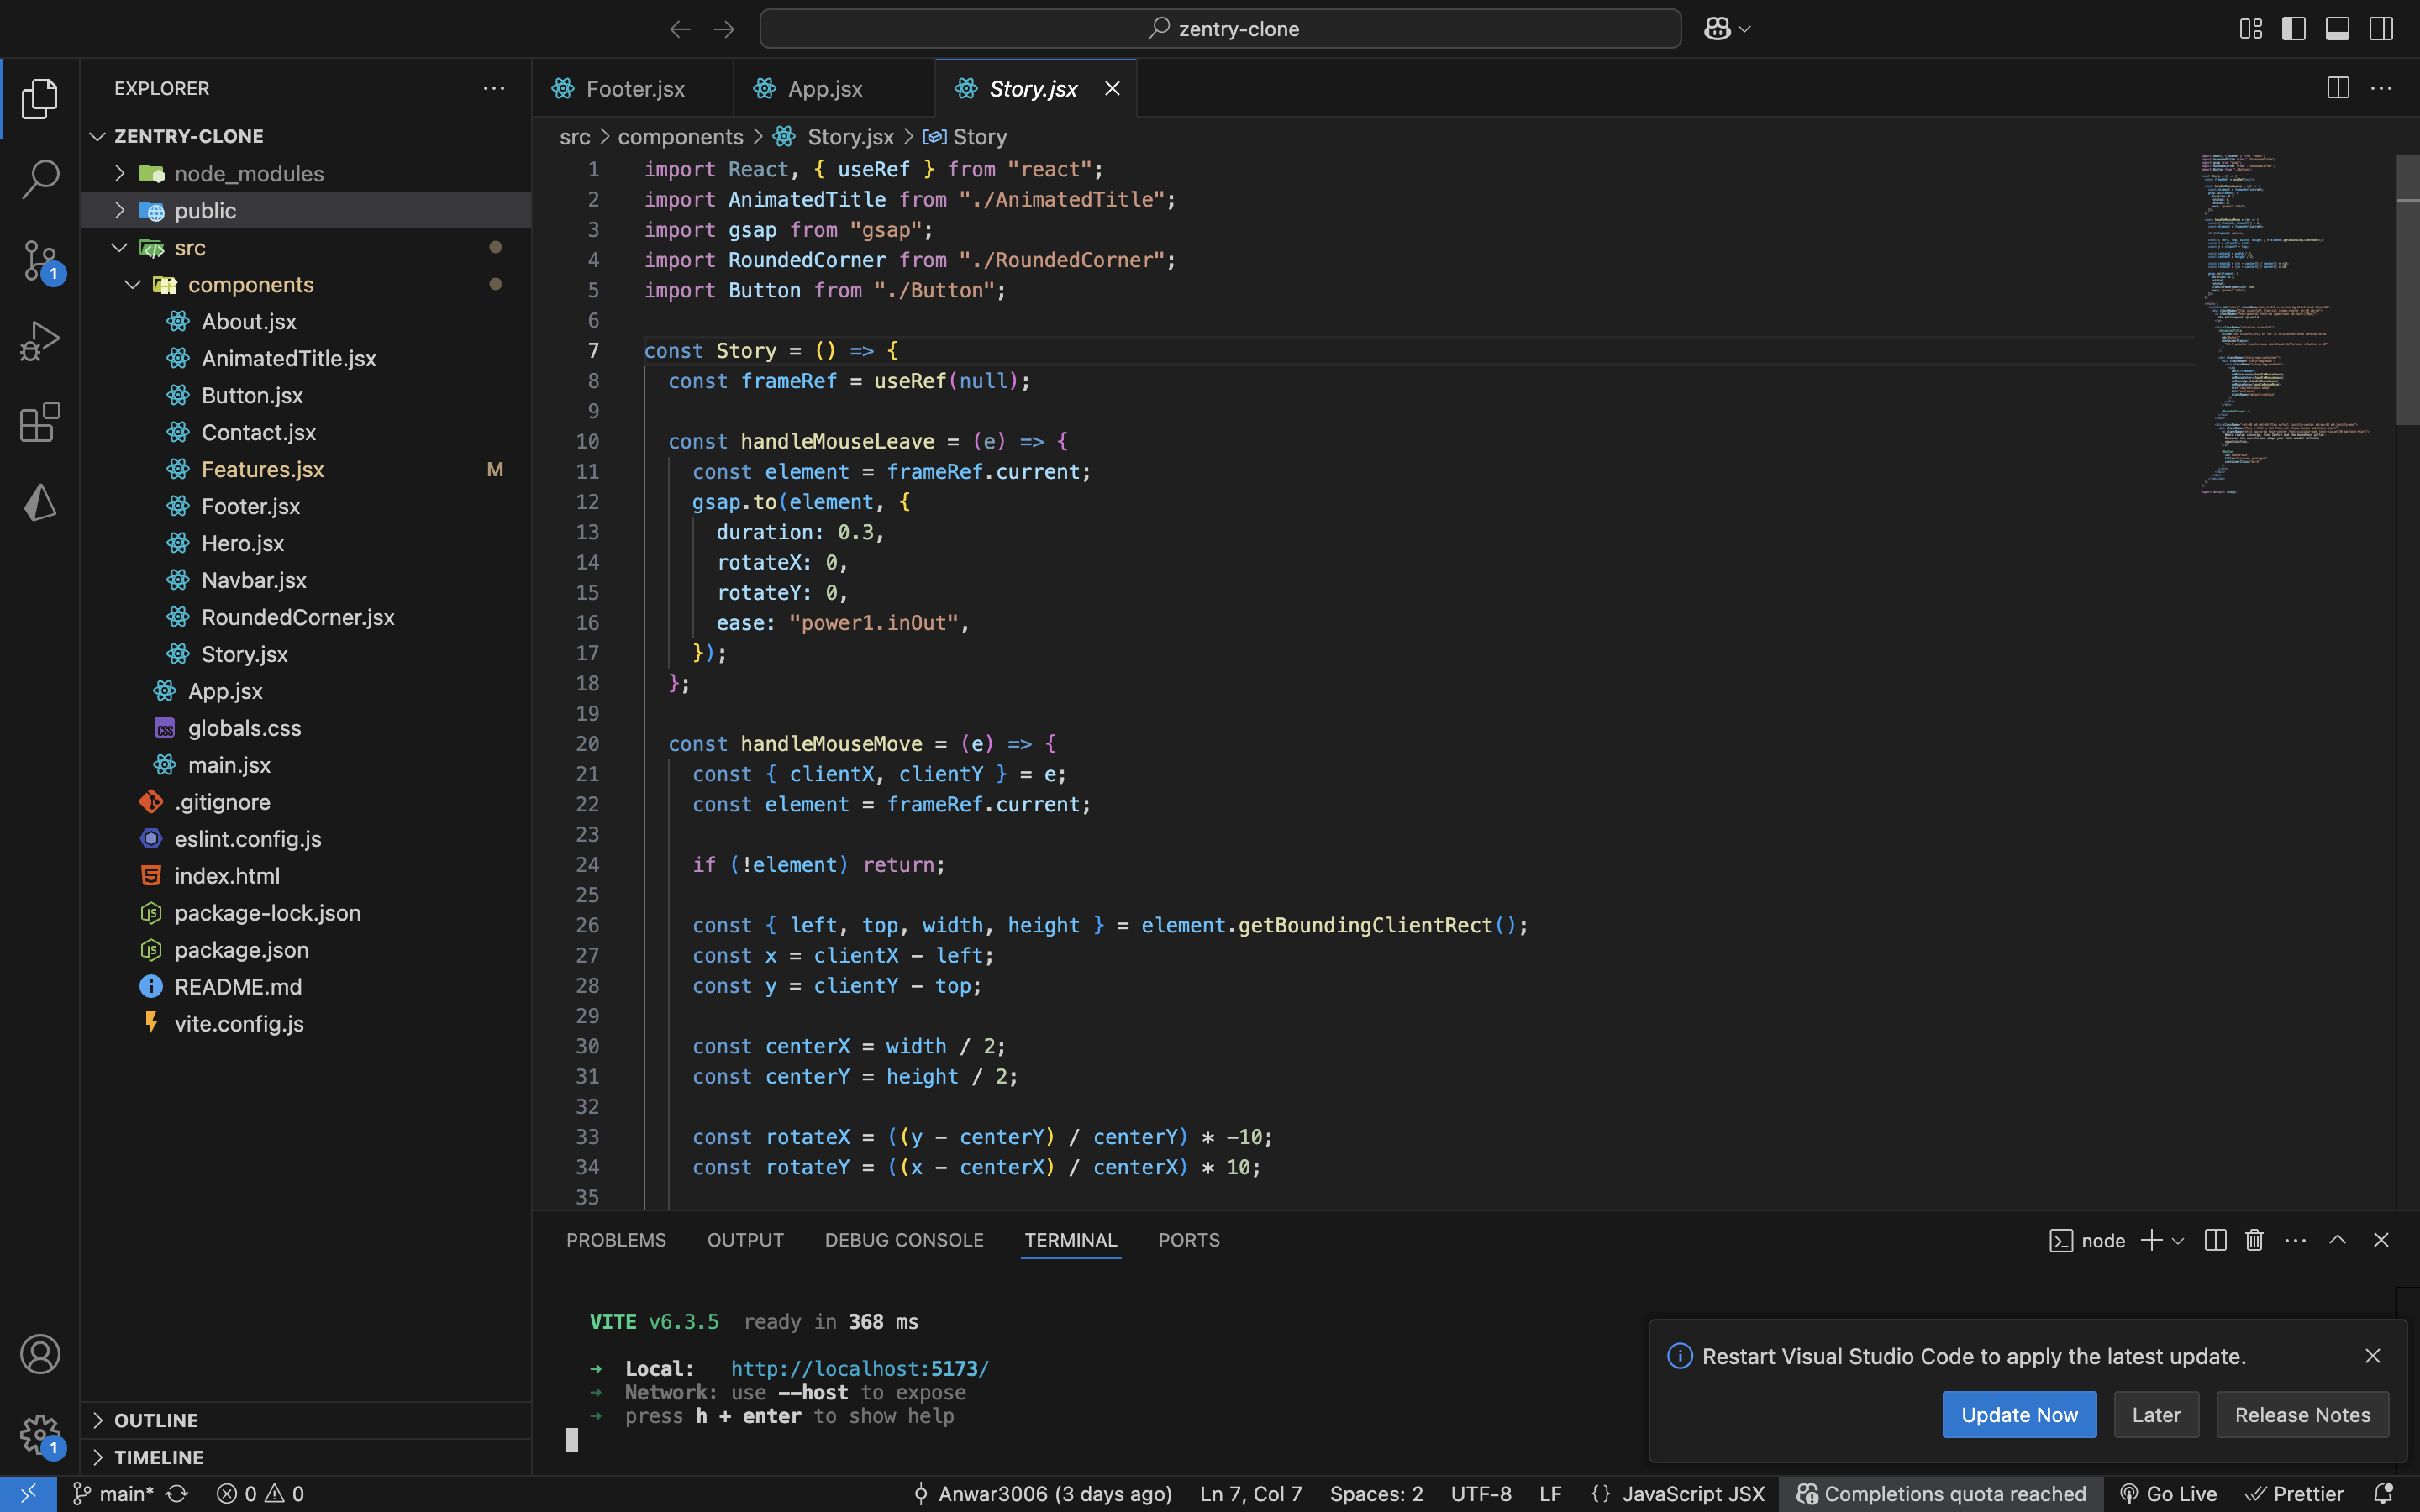 zentry-clone
EXPLORER
ZENTRY-CLONE
node_modules
public
src
components
About.jsx
AnimatedTitle.jsx
Button.jsx
Contact.jsx
Features.jsx M
Footer.jsx
Hero.jsx
Navbar.jsx
RoundedCorner.jsx
Story.jsx
App.jsx
globals.css
main.jsx
.gitignore
eslint.config.js
index.html
package-lock.json
package.json
README.md
vite.config.js
OUTLINE
TIMELINE
1
1
Footer.jsx App.jsx Story.jsx
src > components > Story.jsx > Story
1 import React, { useRef } from "react";
2 import AnimatedTitle from "./AnimatedTitle";
3 import gsap from "gsap";
4 import RoundedCorner from "./RoundedCorner";
5 import Button from "./Button";
6
7 const Story = () => {
8 const frameRef = useRef(null);
9
10 const handleMouseLeave = (e) => {
11 const element = frameRef.current;
12 gsap.to(element, {
13 duration: 0.3,
14 rotateX: 0,
15 rotateY: 0,
16 ease: "power1.inOut",
17 });
18 };
19
20 const handleMouseMove = (e) => {
21 const { clientX, clientY } = e;
22 const element = frameRef.current;
23
24 if (!element) return;
25
26 const { left, top, width, height } = element.getBoundingClientRect();
27 const x = clientX - left;
28 const y = clientY - top;
29
30 const centerX = width / 2;
31 const centerY = height / 2;
32
33 const rotateX = ((y - centerY) / centerY) * -10;
34 const rotateY = ((x - centerX) / centerX) * 10;
35
PROBLEMS OUTPUT DEBUG CONSOLE TERMINAL PORTS
node
VITE v6.3.5 ready in 368 ms
➜ Local: http://localhost:5173/
➜ Network: use --host to expose
➜ press h + enter to show help
Restart Visual Studio Code to apply the latest update.
Update Now Later Release Notes
main* 0 0 Anwar3006 (3 days ago) Ln 7, Col 7 Spaces: 2 UTF-8 LF {} JavaScript JSX Completions quota reached Go Live Prettier